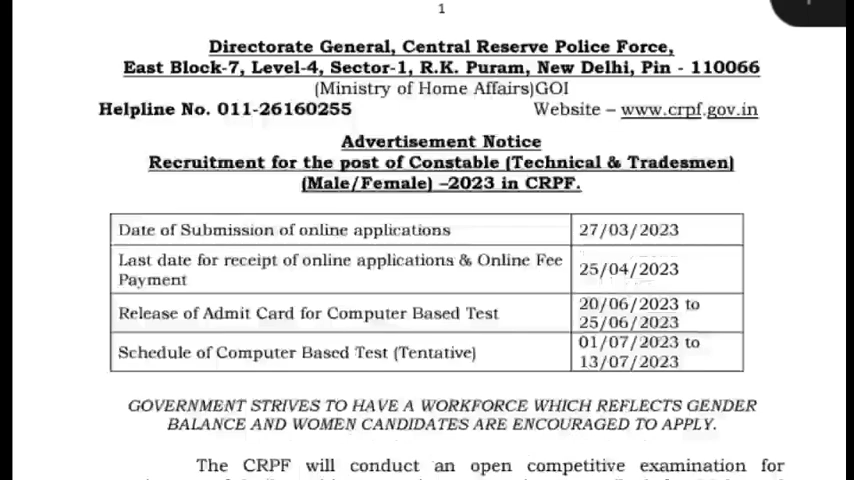 1
Directorate General, Central Reserve Police Force,
East Block-7, Level-4, Sector-1, R.K. Puram, New Delhi, Pin - 110066
(Ministry of Home Affairs)GOI
Helpline No. 011-26160255 Website – www.crpf.gov.in
Advertisement Notice
Recruitment for the post of Constable (Technical & Tradesmen)
(Male/Female) –2023 in CRPF.
Date of Submission of online applications 27/03/2023
Last date for receipt of online applications & Online Fee
Payment 25/04/2023
Release of Admit Card for Computer Based Test 20/06/2023 to
25/06/2023
Schedule of Computer Based Test (Tentative) 01/07/2023 to
13/07/2023
GOVERNMENT STRIVES TO HAVE A WORKFORCE WHICH REFLECTS GENDER
BALANCE AND WOMEN CANDIDATES ARE ENCOURAGED TO APPLY.
The CRPF will conduct an open competitive examination for